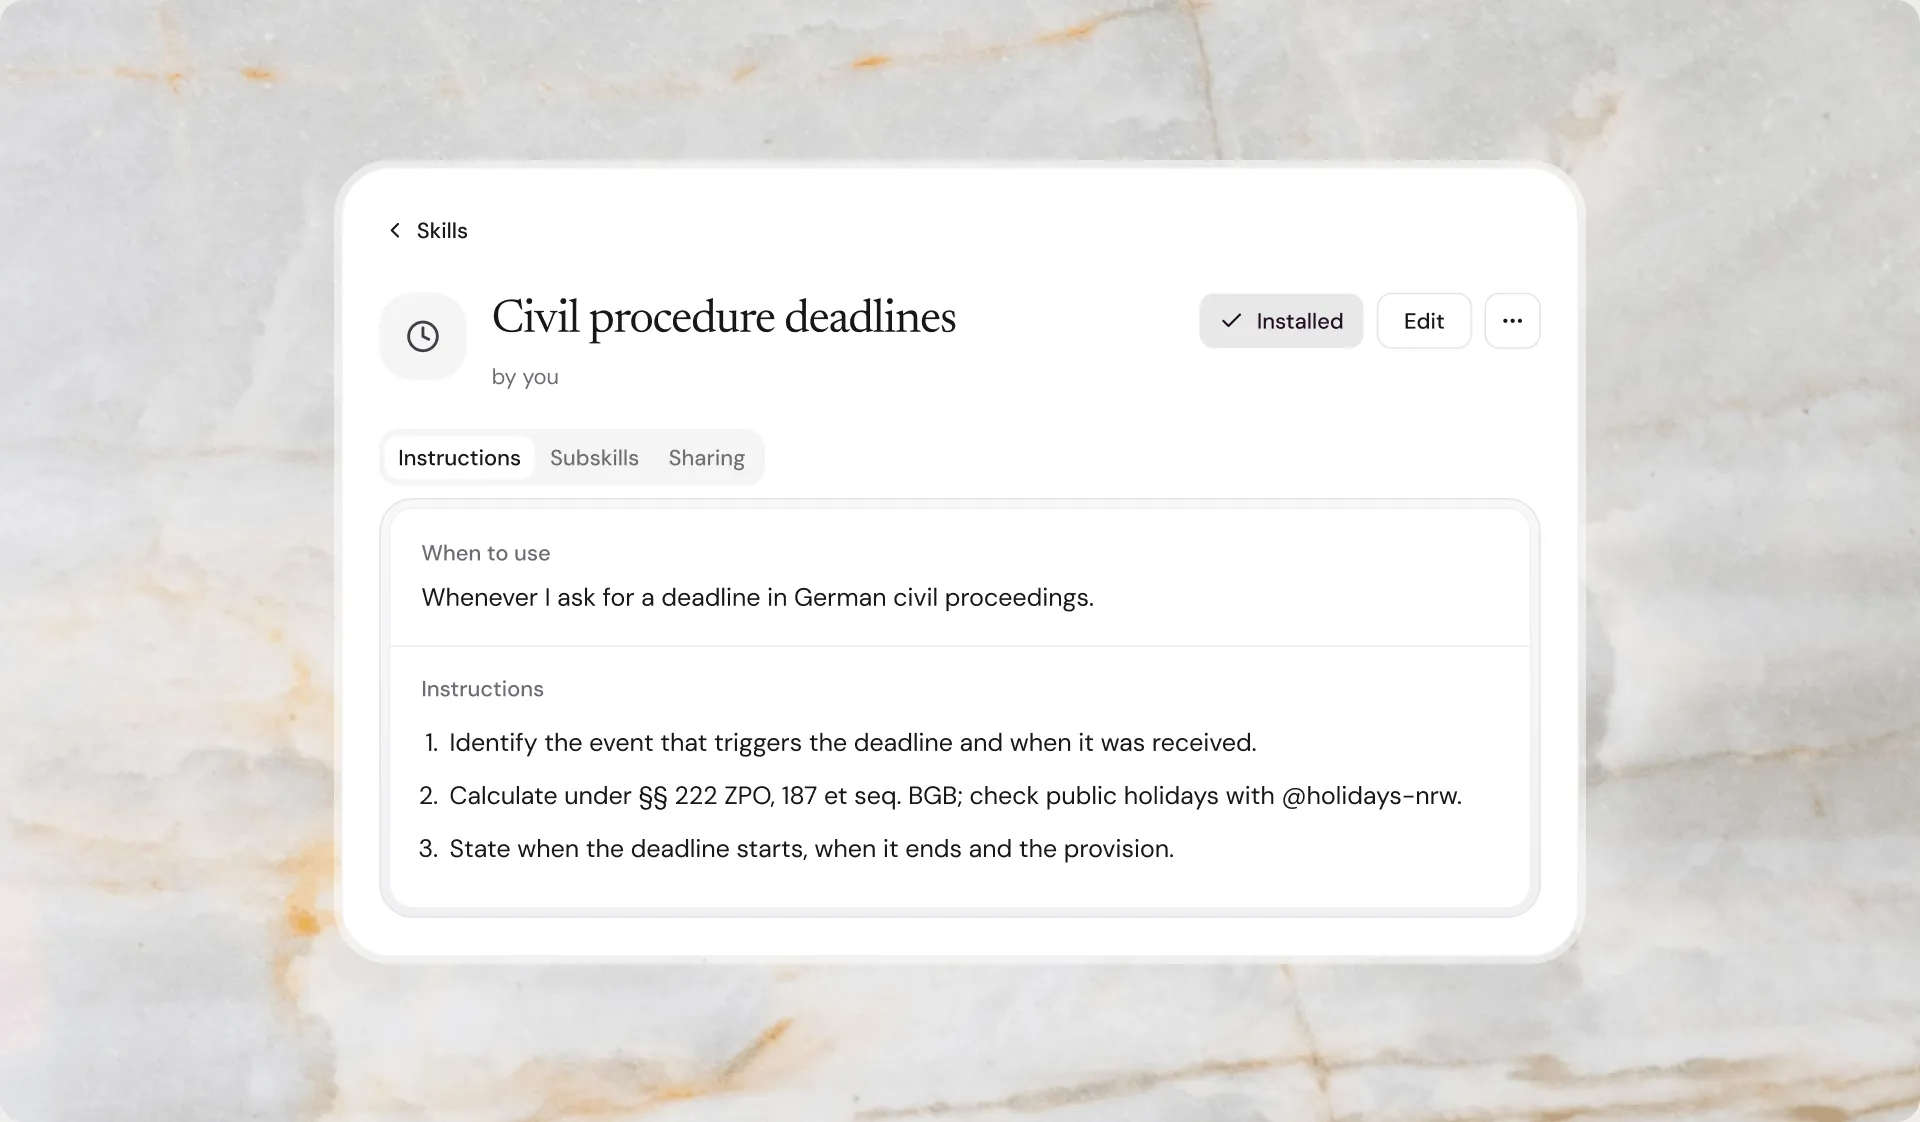 Skills
Civil procedure deadlines
by you
Installed
Edit
Instructions
Subskills
Sharing
When to use
Whenever I ask for a deadline in German civil proceedings.
Instructions
1. Identify the event that triggers the deadline and when it was received.
2. Calculate under §§ 222 ZPO, 187 et seq. BGB; check public holidays with @holidays-nrw.
3. State when the deadline starts, when it ends and the provision.